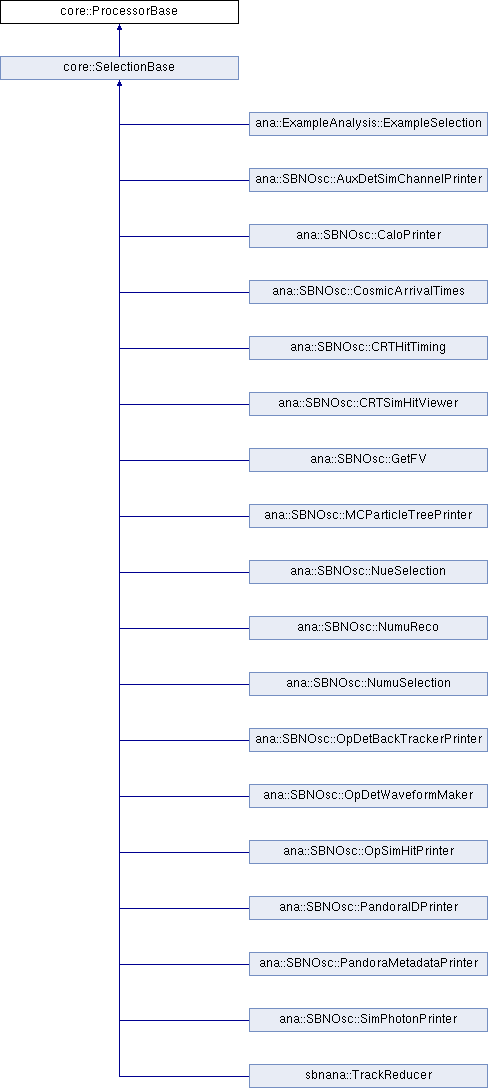 core::ProcessorBase
core::SelectionBase
ana::ExampleAnalysis::ExampleSelection
ana::SBNOsc::AuxDetSimChannelPrinter
ana::SBNOsc::CaloPrinter
ana::SBNOsc::CosmicArrivalTimes
ana::SBNOsc::CRTHitTiming
ana::SBNOsc::CRTSimHitViewer
ana::SBNOsc::GetFV
ana::SBNOsc::MCParticleTreePrinter
ana::SBNOsc::NueSelection
ana::SBNOsc::NumuReco
ana::SBNOsc::NumuSelection
ana::SBNOsc::OpDetBackTrackerPrinter
ana::SBNOsc::OpDetWaveformMaker
ana::SBNOsc::OpSimHitPrinter
ana::SBNOsc::PandoraIDPrinter
ana::SBNOsc::PandoraMetadataPrinter
ana::SBNOsc::SimPhotonPrinter
sbnana::TrackReducer